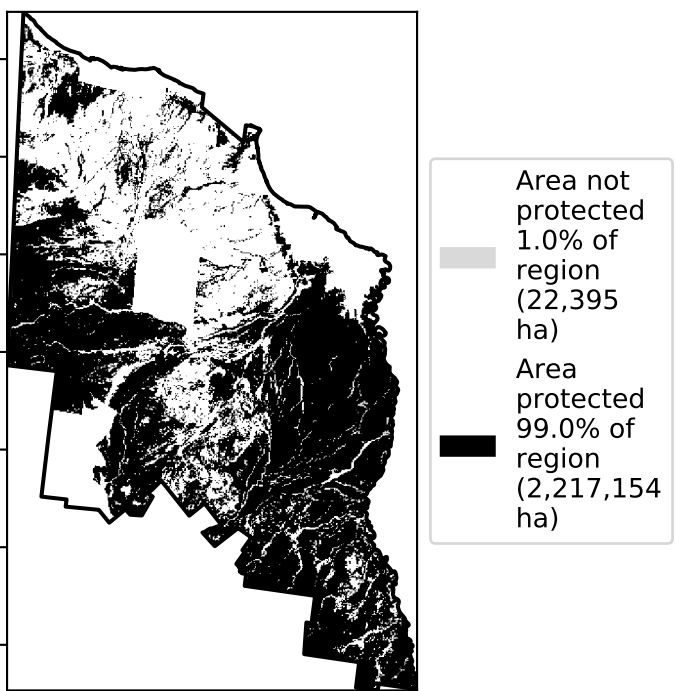 Area not
protected
1.0% of
region
(22,395
ha)
Area
protected
99.0% of
region
(2,217,154
ha)